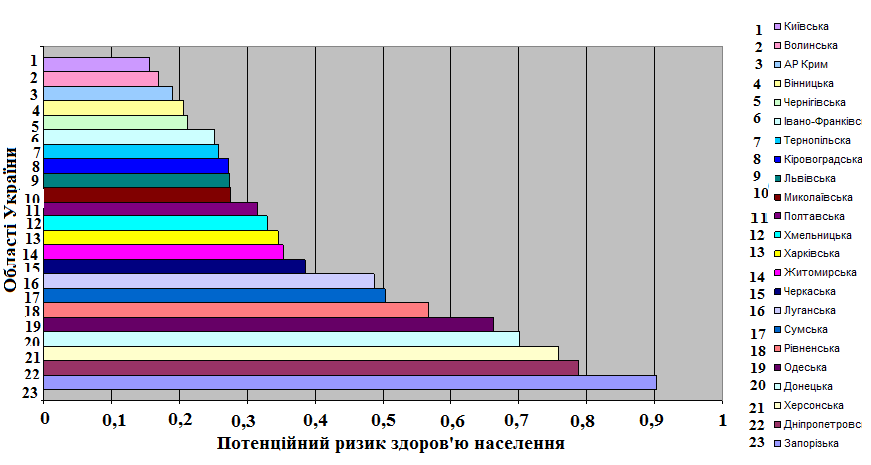 Області України
1
2
3
4
5
6
7
8
9
10
11
12
13
14
15
16
17
18
19
20
21
22
23
0
0,1
0,2
0,3
0,4
0,5
0,6
0,7
0,8
0,9
1
Потенційний ризик здоров'ю населення
1 Київська
2 Волинська
3 АР Крим
4 Вінницька
5 Чернігівська
6 Івано-Франківс
7 Тернопільска
8 Кіровоградська
9 Львівська
10 Миколаївська
11 Полтавська
12 Хмельницька
13 Харківська
14 Житомирська
15 Черкаська
16 Луганська
17 Сумська
18 Рівненська
19 Одеська
20 Донецька
21 Херсонська
22 Дніпропетровс
23 Запорізька